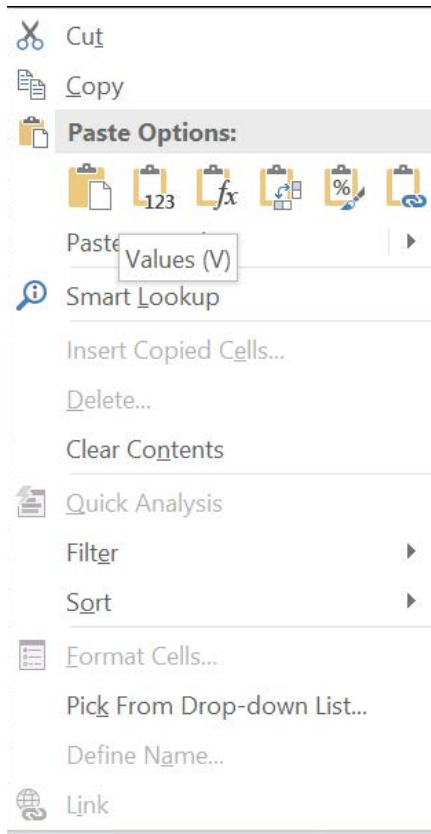 Cut
Copy
Paste Options:
123 fx %
Paste
Values (V)
Smart Lookup
Insert Copied Cells...
Delete...
Clear Contents
Quick Analysis
Filter
Sort
Format Cells...
Pick From Drop-down List...
Define Name...
Link